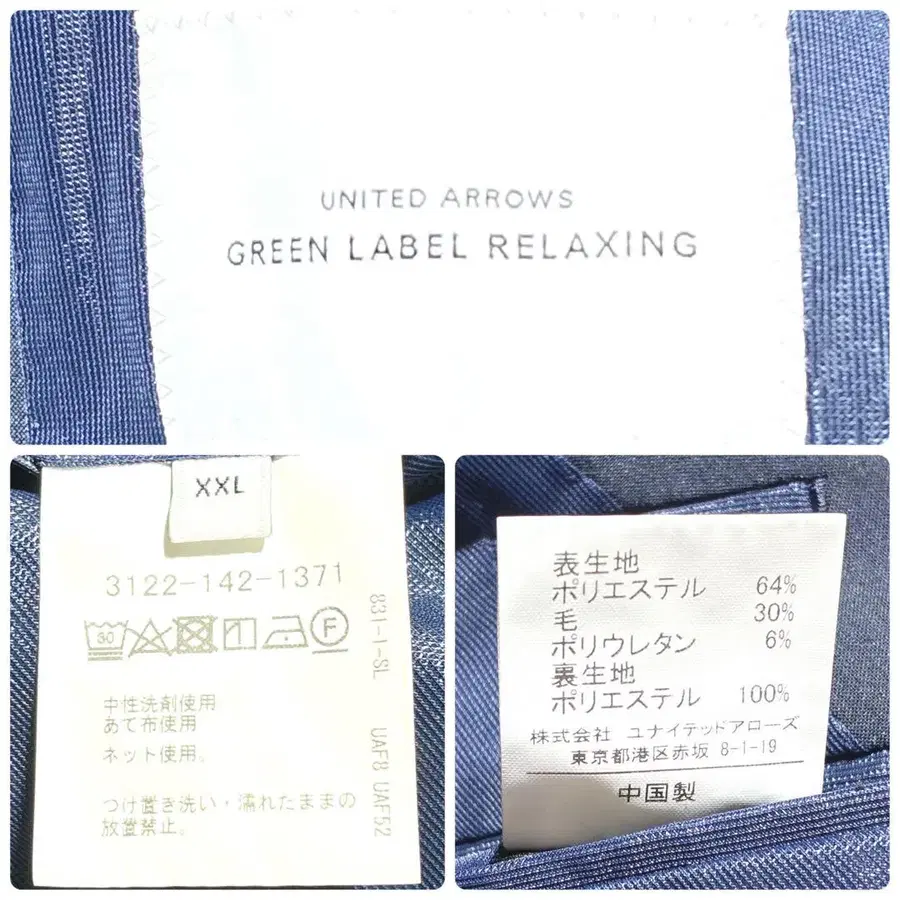 UNITED ARROWS
GREEN LABEL RELAXING
XXL
3122-142-1371
30
F
中性洗剤使用
あて布使用
ネット使用。
つけ置き洗い・濡れたままの
放置禁止。
831-1-SL UAF8 UAF52
表生地
ポリエステル 64%
毛 30%
ポリウレタン 6%
裏生地
ポリエステル 100%
株式会社 ユナイテッドアローズ
東京都港区赤坂 8-1-19
中国製